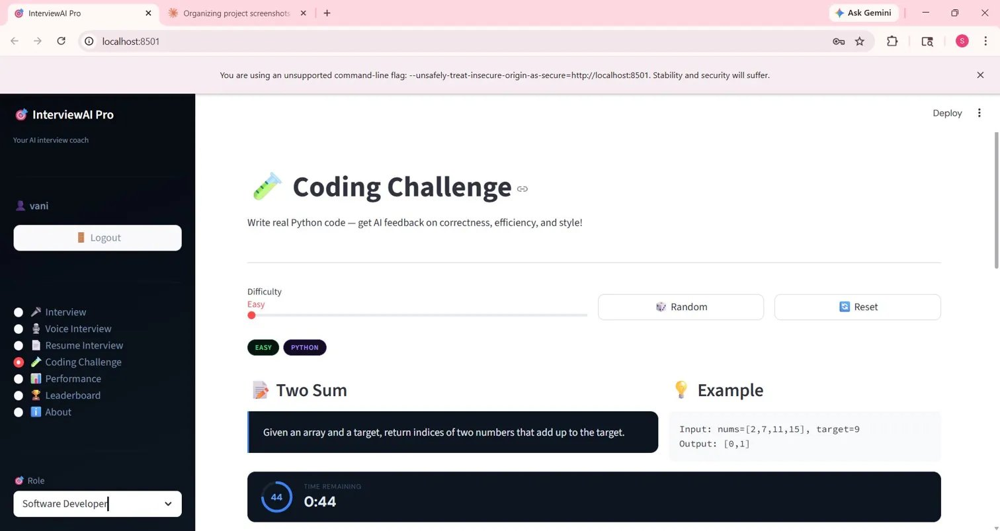 InterviewAI Pro
Organizing project screenshots
Ask Gemini
localhost:8501
S
You are using an unsupported command-line flag: --unsafely-treat-insecure-origin-as-secure=http://localhost:8501. Stability and security will suffer.
InterviewAI Pro
Your AI interview coach
vani
Logout
Interview
Voice Interview
Resume Interview
Coding Challenge
Performance
Leaderboard
About
Role
Software Developer
Deploy
Coding Challenge
Write real Python code — get AI feedback on correctness, efficiency, and style!
Difficulty
Easy
Random
Reset
EASY
PYTHON
Two Sum
Given an array and a target, return indices of two numbers that add up to the target.
Example
Input: nums=[2,7,11,15], target=9
Output: [0,1]
44
TIME REMAINING
0:44